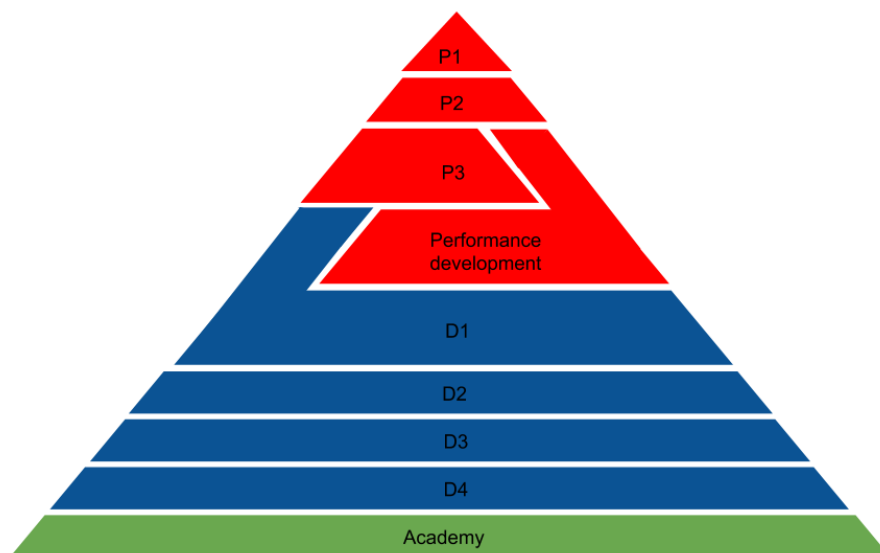 P1
P2
P3
Performance
development
D1
D2
D3
D4
Academy